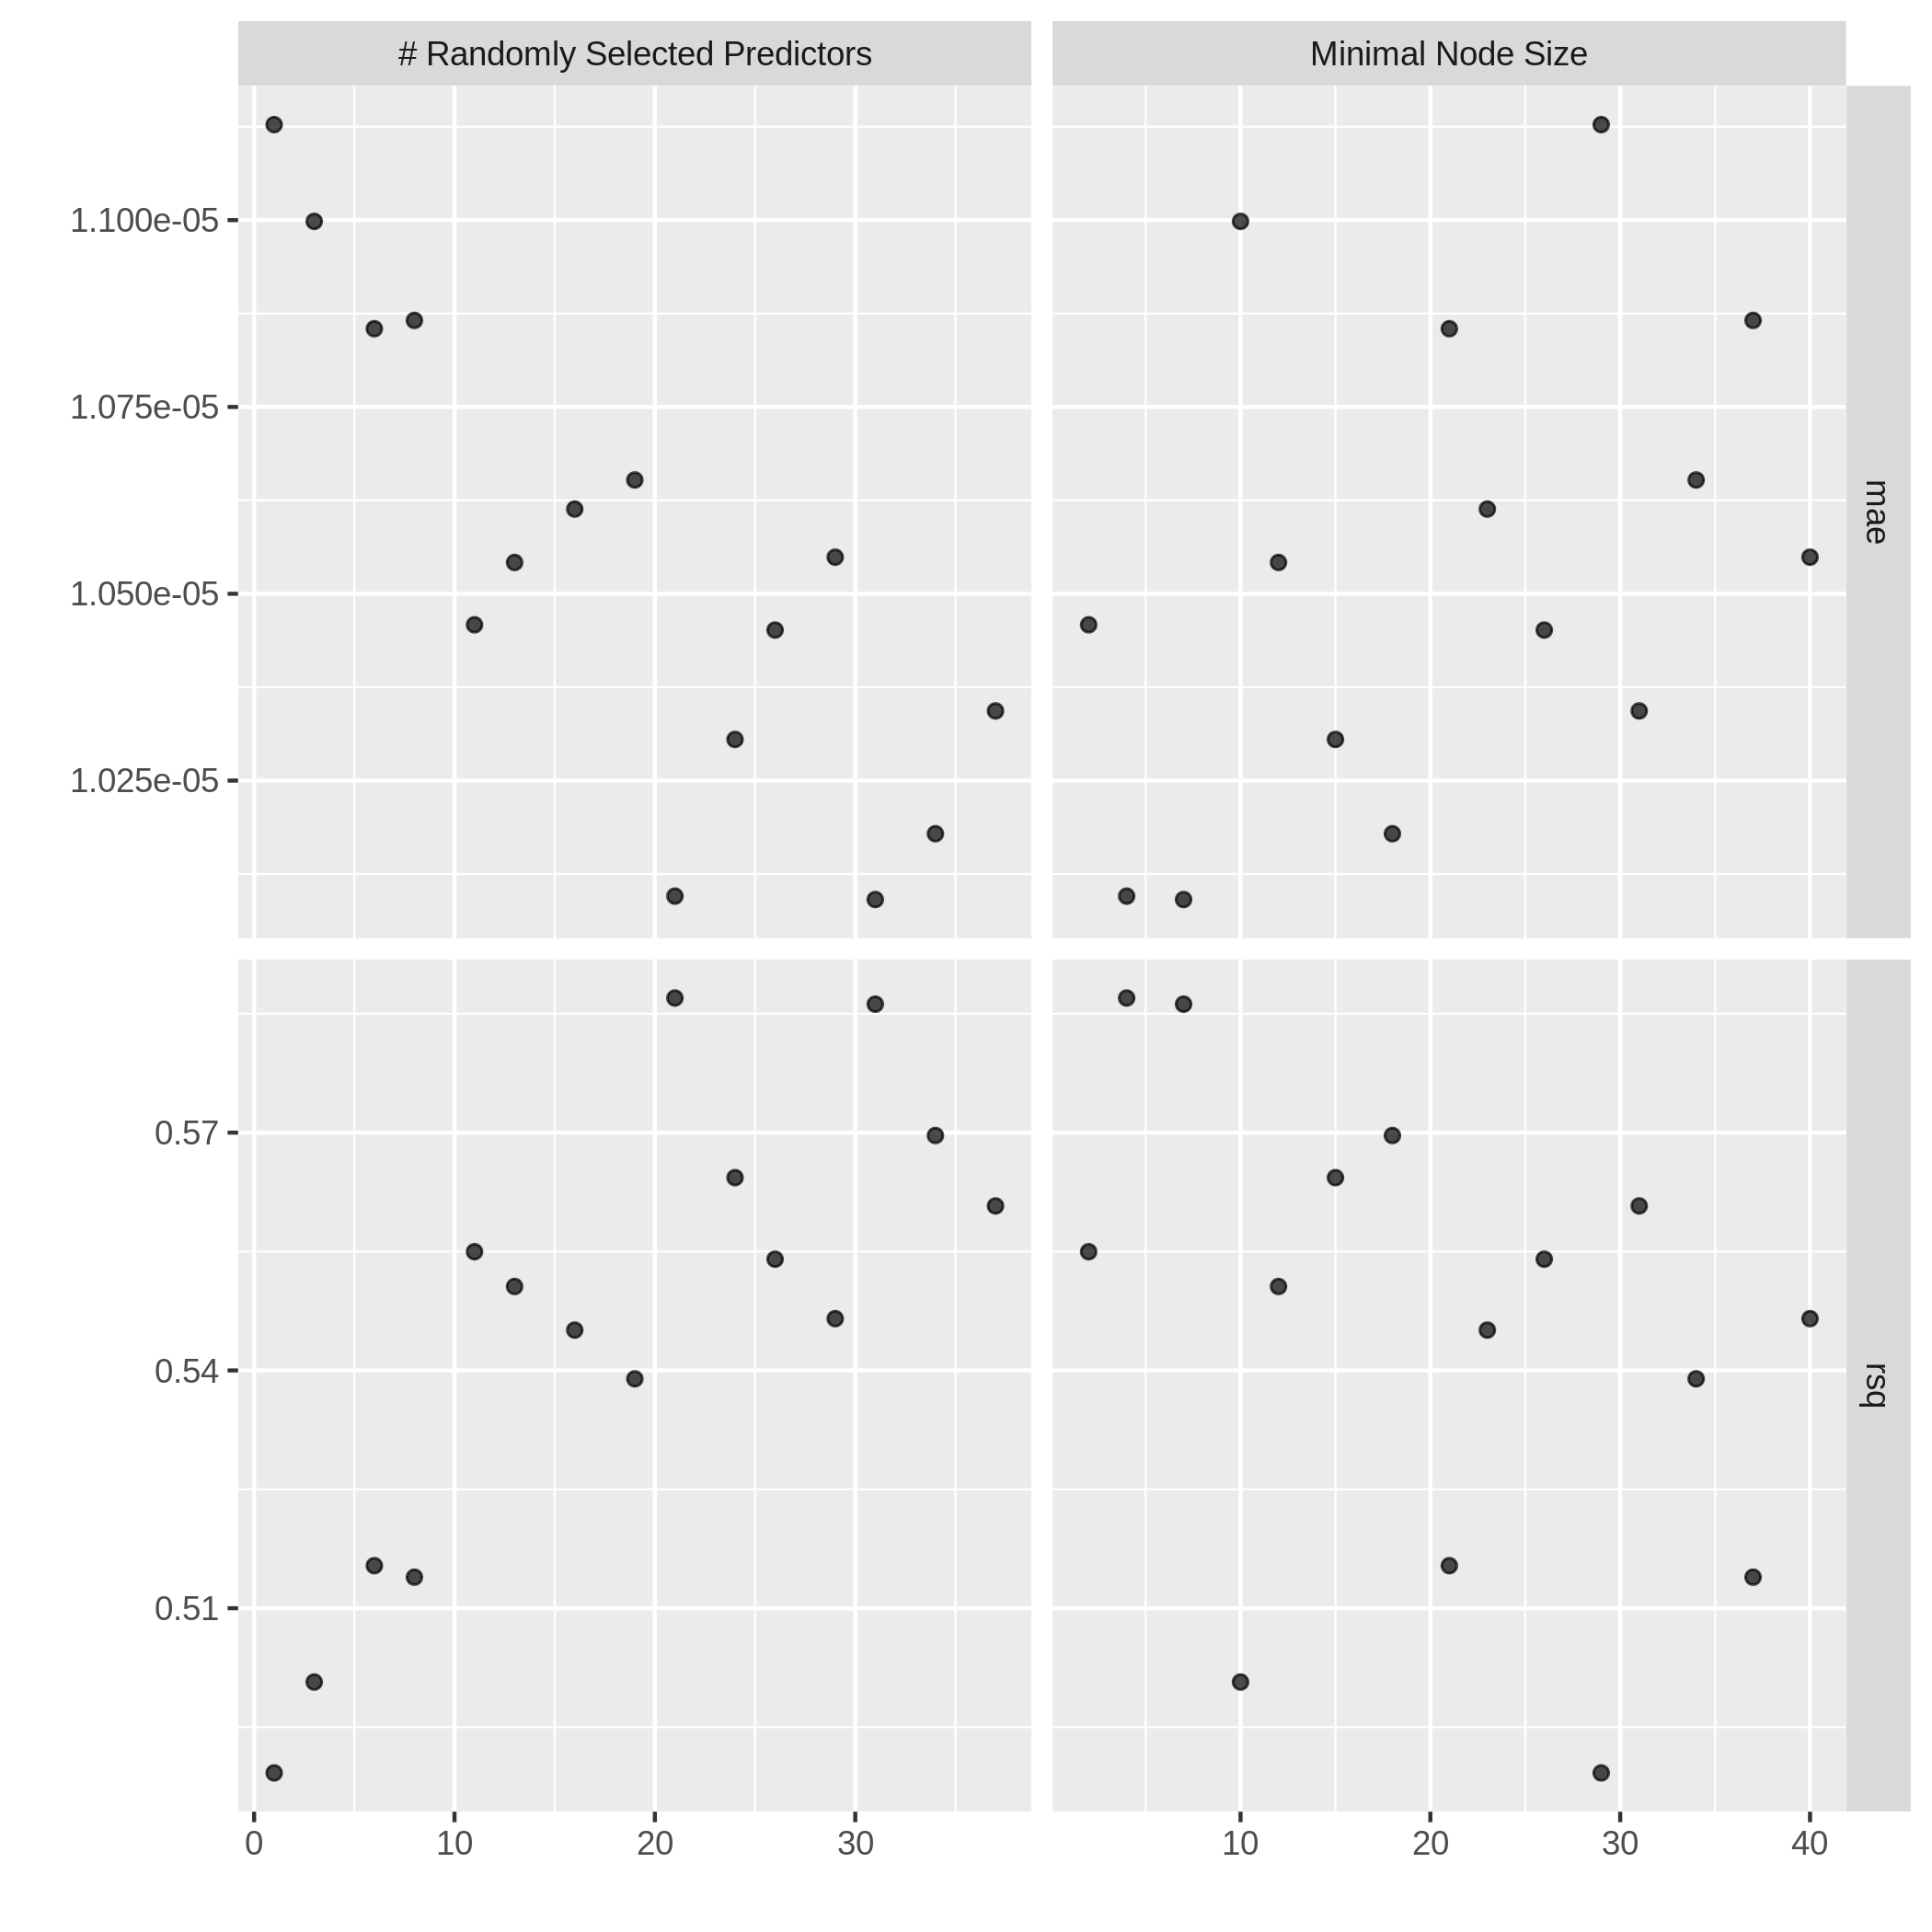 # Randomly Selected Predictors
Minimal Node Size
1.100e-05
1.075e-05
1.050e-05
1.025e-05
mae
0.57
0.54
0.51
rsq
0 10 20 30
10 20 30 40